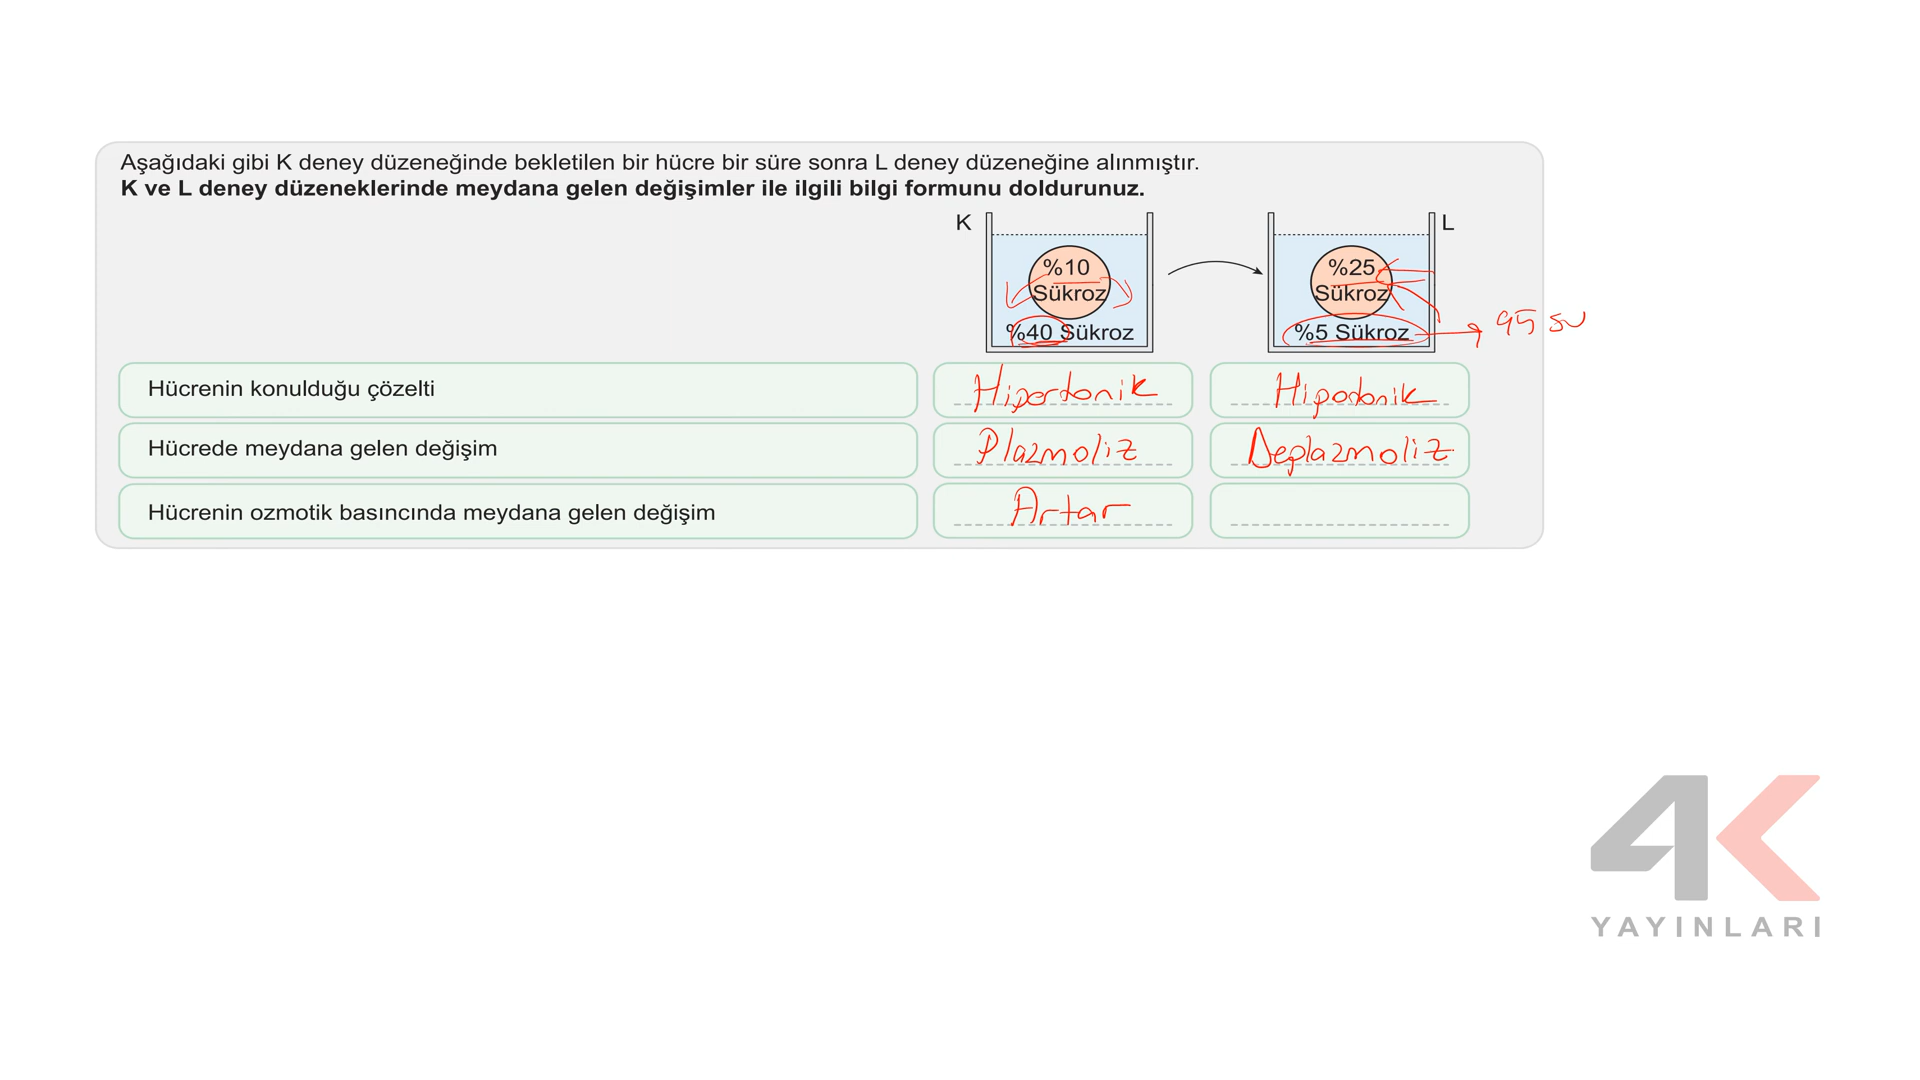 Aşağıdaki gibi K deney düzeneğinde bekletilen bir hücre bir süre sonra L deney düzeneğine alınmıştır.
K ve L deney düzeneklerinde meydana gelen değişimler ile ilgili bilgi formunu doldurunuz.
K
L
%10
Sükroz
%40 Sükroz
%25
Sükroz
%5 Sükroz
95 su
Hücrenin konulduğu çözelti
Hipertonik
Hipotonik
Hücrede meydana gelen değişim
Plazmoliz
Deplazmoliz
Hücrenin ozmotik basıncında meydana gelen değişim
Artar
4K
YAYINLARI